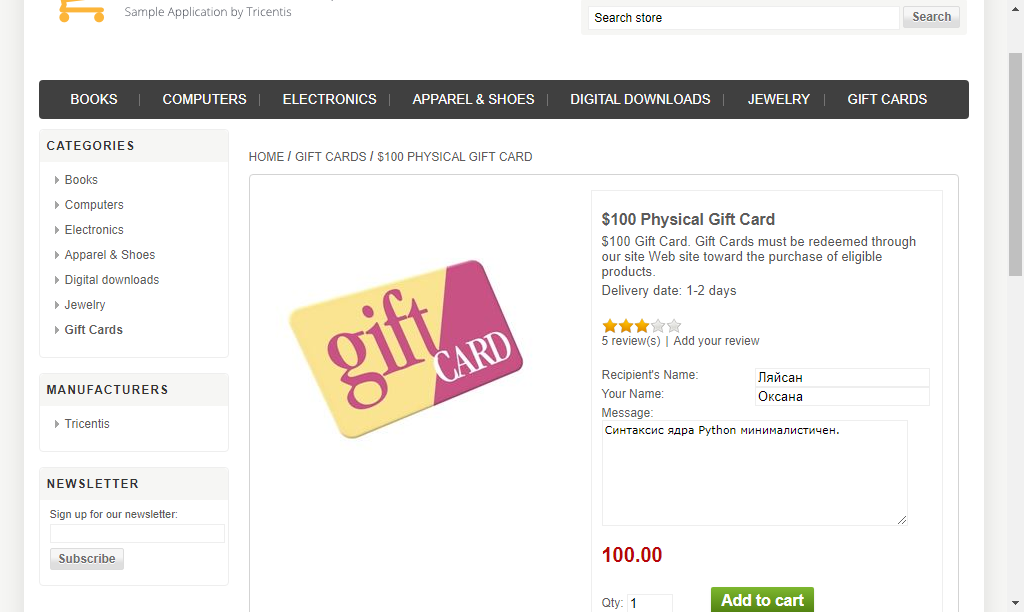 Sample Application by Tricentis
Search store
Search
BOOKS
COMPUTERS
ELECTRONICS
APPAREL & SHOES
DIGITAL DOWNLOADS
JEWELRY
GIFT CARDS
CATEGORIES
Books
Computers
Electronics
Apparel & Shoes
Digital downloads
Jewelry
Gift Cards
MANUFACTURERS
Tricentis
NEWSLETTER
Sign up for our newsletter:
Subscribe
HOME / GIFT CARDS / $100 PHYSICAL GIFT CARD
gift
CARD
$100 Physical Gift Card
$100 Gift Card. Gift Cards must be redeemed through
our site Web site toward the purchase of eligible
products.
Delivery date: 1-2 days
5 review(s) | Add your review
Recipient's Name: Ляйсан
Your Name: Оксана
Message:
Синтаксис ядра Python минималистичен.
100.00
Qty: 1
Add to cart